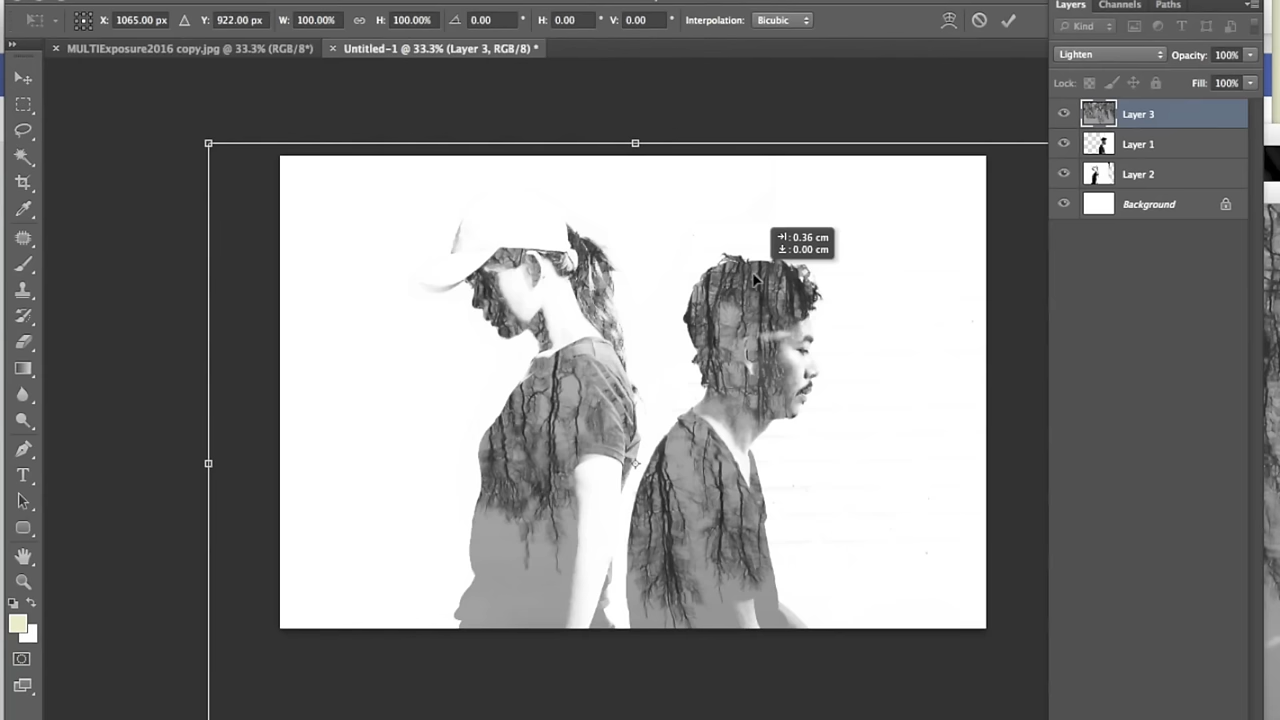 X: 1065.00 px Y: 922.00 px W: 100.00% H: 100.00% 0.00 ° H: 0.00 ° V: 0.00 ° Interpolation: Bicubic
Layers Channels Paths
Kind
× MULTIExposure2016 copy.jpg @ 33.3% (RGB/8*) × Untitled-1 @ 33.3% (Layer 3, RGB/8) *
Lighten Opacity: 100%
Lock: Fill: 100%
Layer 3
Layer 1
Layer 2
Background
: 0.36 cm
: 0.00 cm